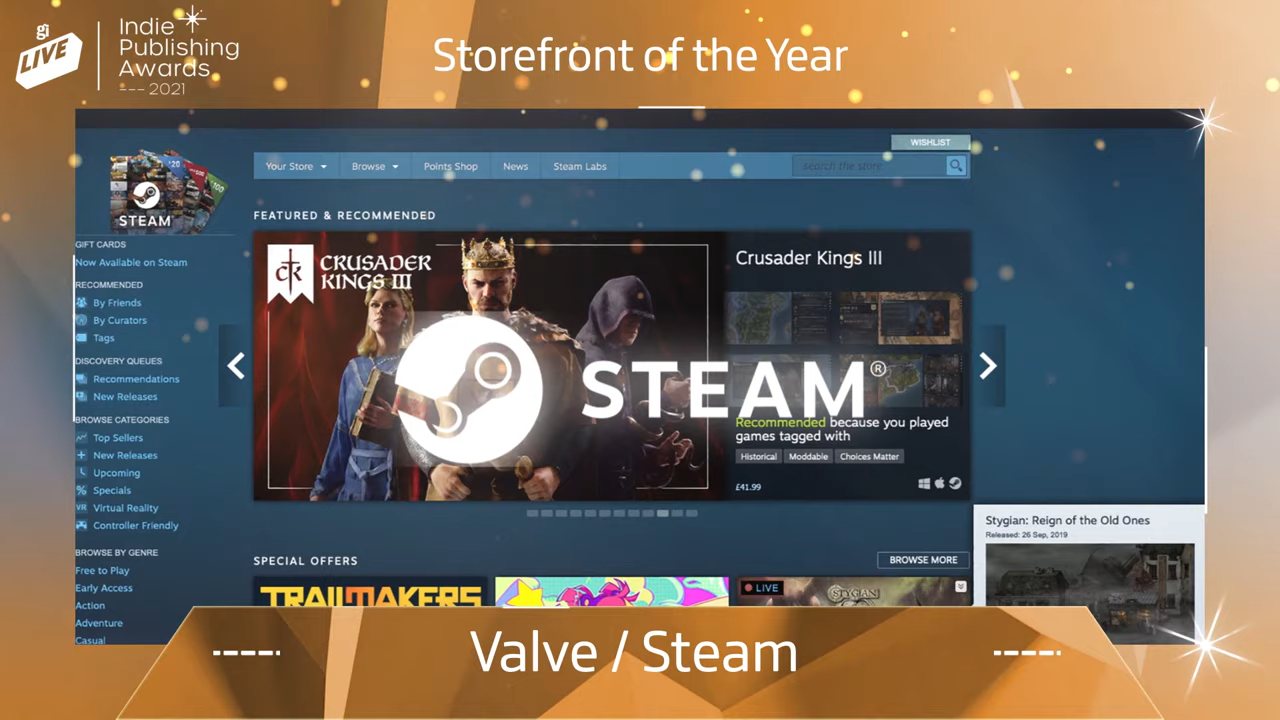 gi
LIVE
Indie
Publishing
Awards
--- 2021
Storefront of the Year
WISHLIST
Your Store
Browse
Points Shop
News
Steam Labs
search the store
STEAM
FEATURED & RECOMMENDED
GIFT CARDS
Now Available on Steam
RECOMMENDED
By Friends
By Curators
Tags
DISCOVERY QUEUES
Recommendations
New Releases
BROWSE CATEGORIES
Top Sellers
New Releases
Upcoming
Specials
Virtual Reality
Controller Friendly
BROWSE BY GENRE
Free to Play
Early Access
Action
Adventure
Casual
CRUSADER
KINGS III
Crusader Kings III
STEAM®
Recommended because you played
games tagged with
Historical
Moddable
Choices Matter
£41.99
SPECIAL OFFERS
BROWSE MORE
TRAILMAKERS
LIVE
STYGIAN
Stygian: Reign of the Old Ones
Released: 26 Sep, 2019
Valve / Steam